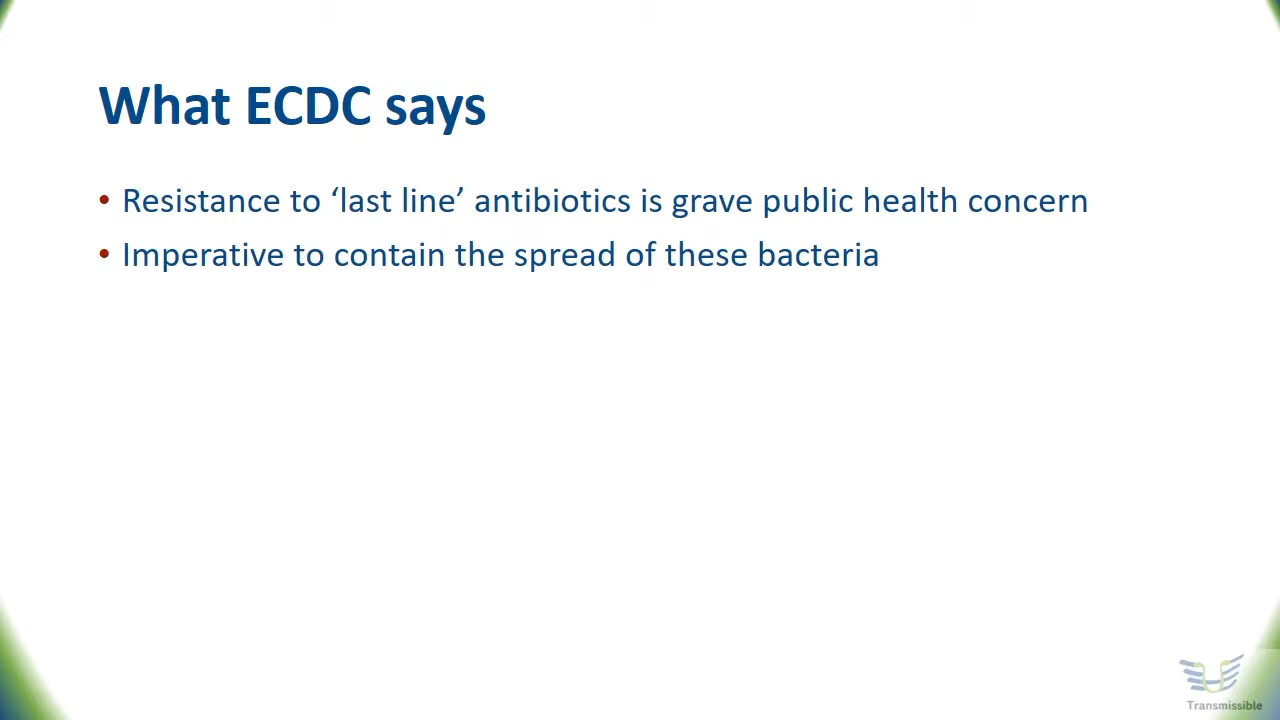 What ECDC says
• Resistance to ‘last line’ antibiotics is grave public health concern
• Imperative to contain the spread of these bacteria
Transmissible